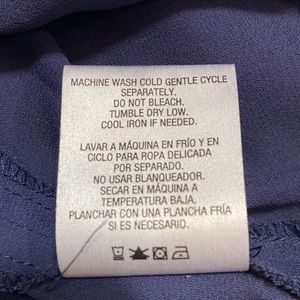 MACHINE WASH COLD GENTLE CYCLE
SEPARATELY.
DO NOT BLEACH.
TUMBLE DRY LOW.
COOL IRON IF NEEDED.
LAVAR A MÁQUINA EN FRÍO Y EN
CICLO PARA ROPA DELICADA
POR SEPARADO.
NO USAR BLANQUEADOR.
SECAR EN MÁQUINA A
TEMPERATURA BAJA.
PLANCHAR CON UNA PLANCHA FRÍA
SI ES NECESARIO.